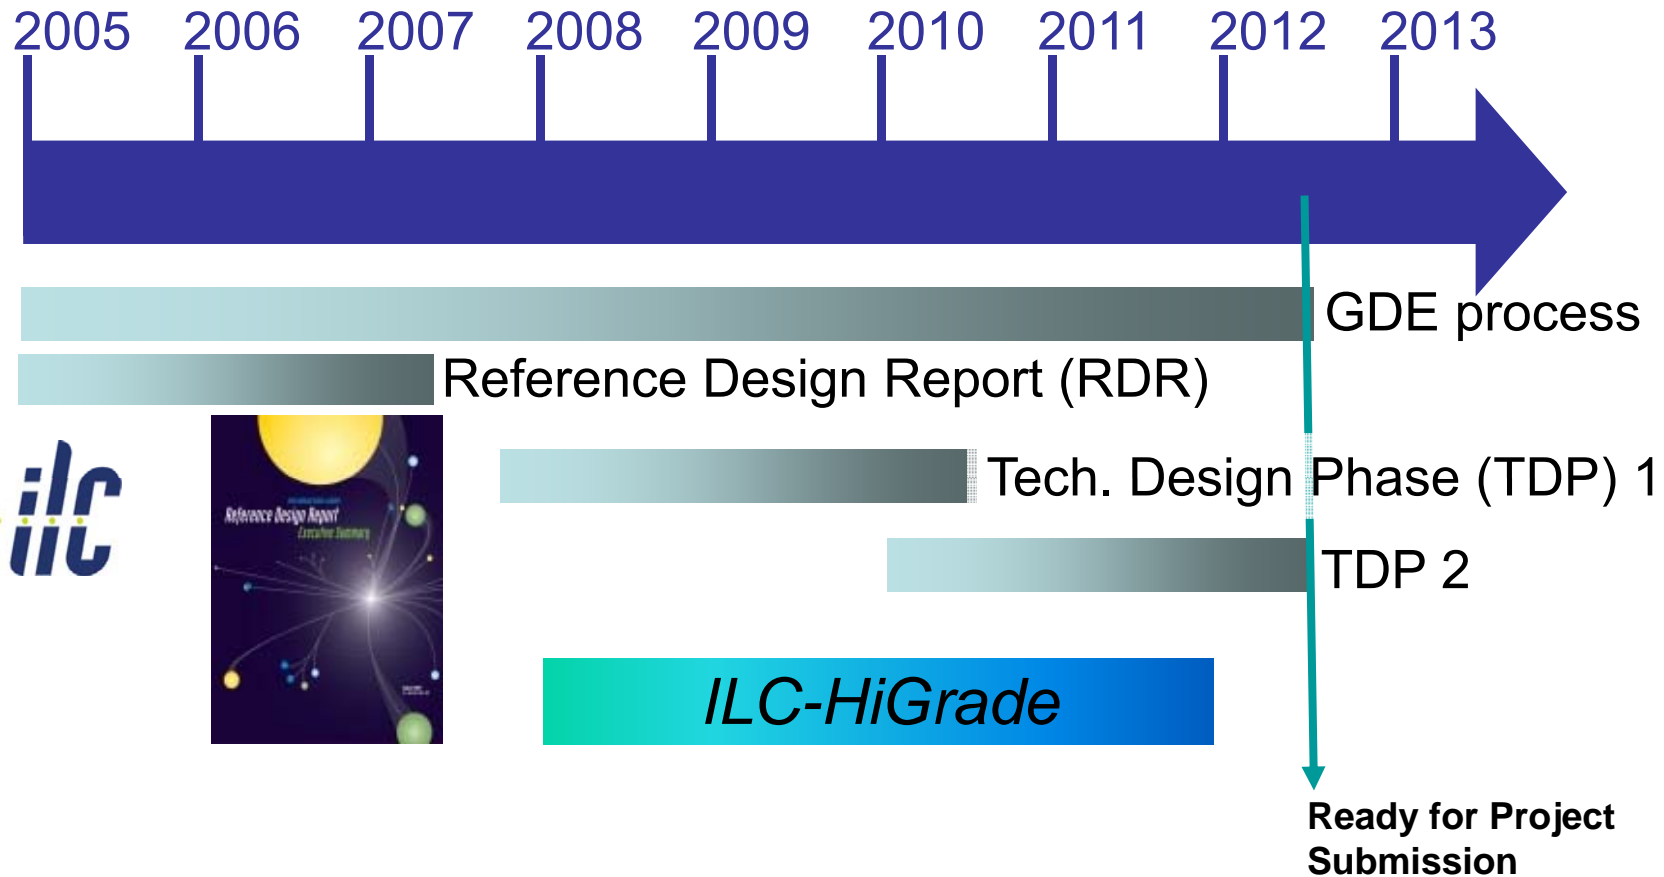 2005 2006 2007 2008 2009 2010 2011 2012 2013
GDE process
Reference Design Report (RDR)
ilc
Reference Design Report
Executive Summary
Tech. Design Phase (TDP) 1
TDP 2
ILC-HiGrade
Ready for Project
Submission